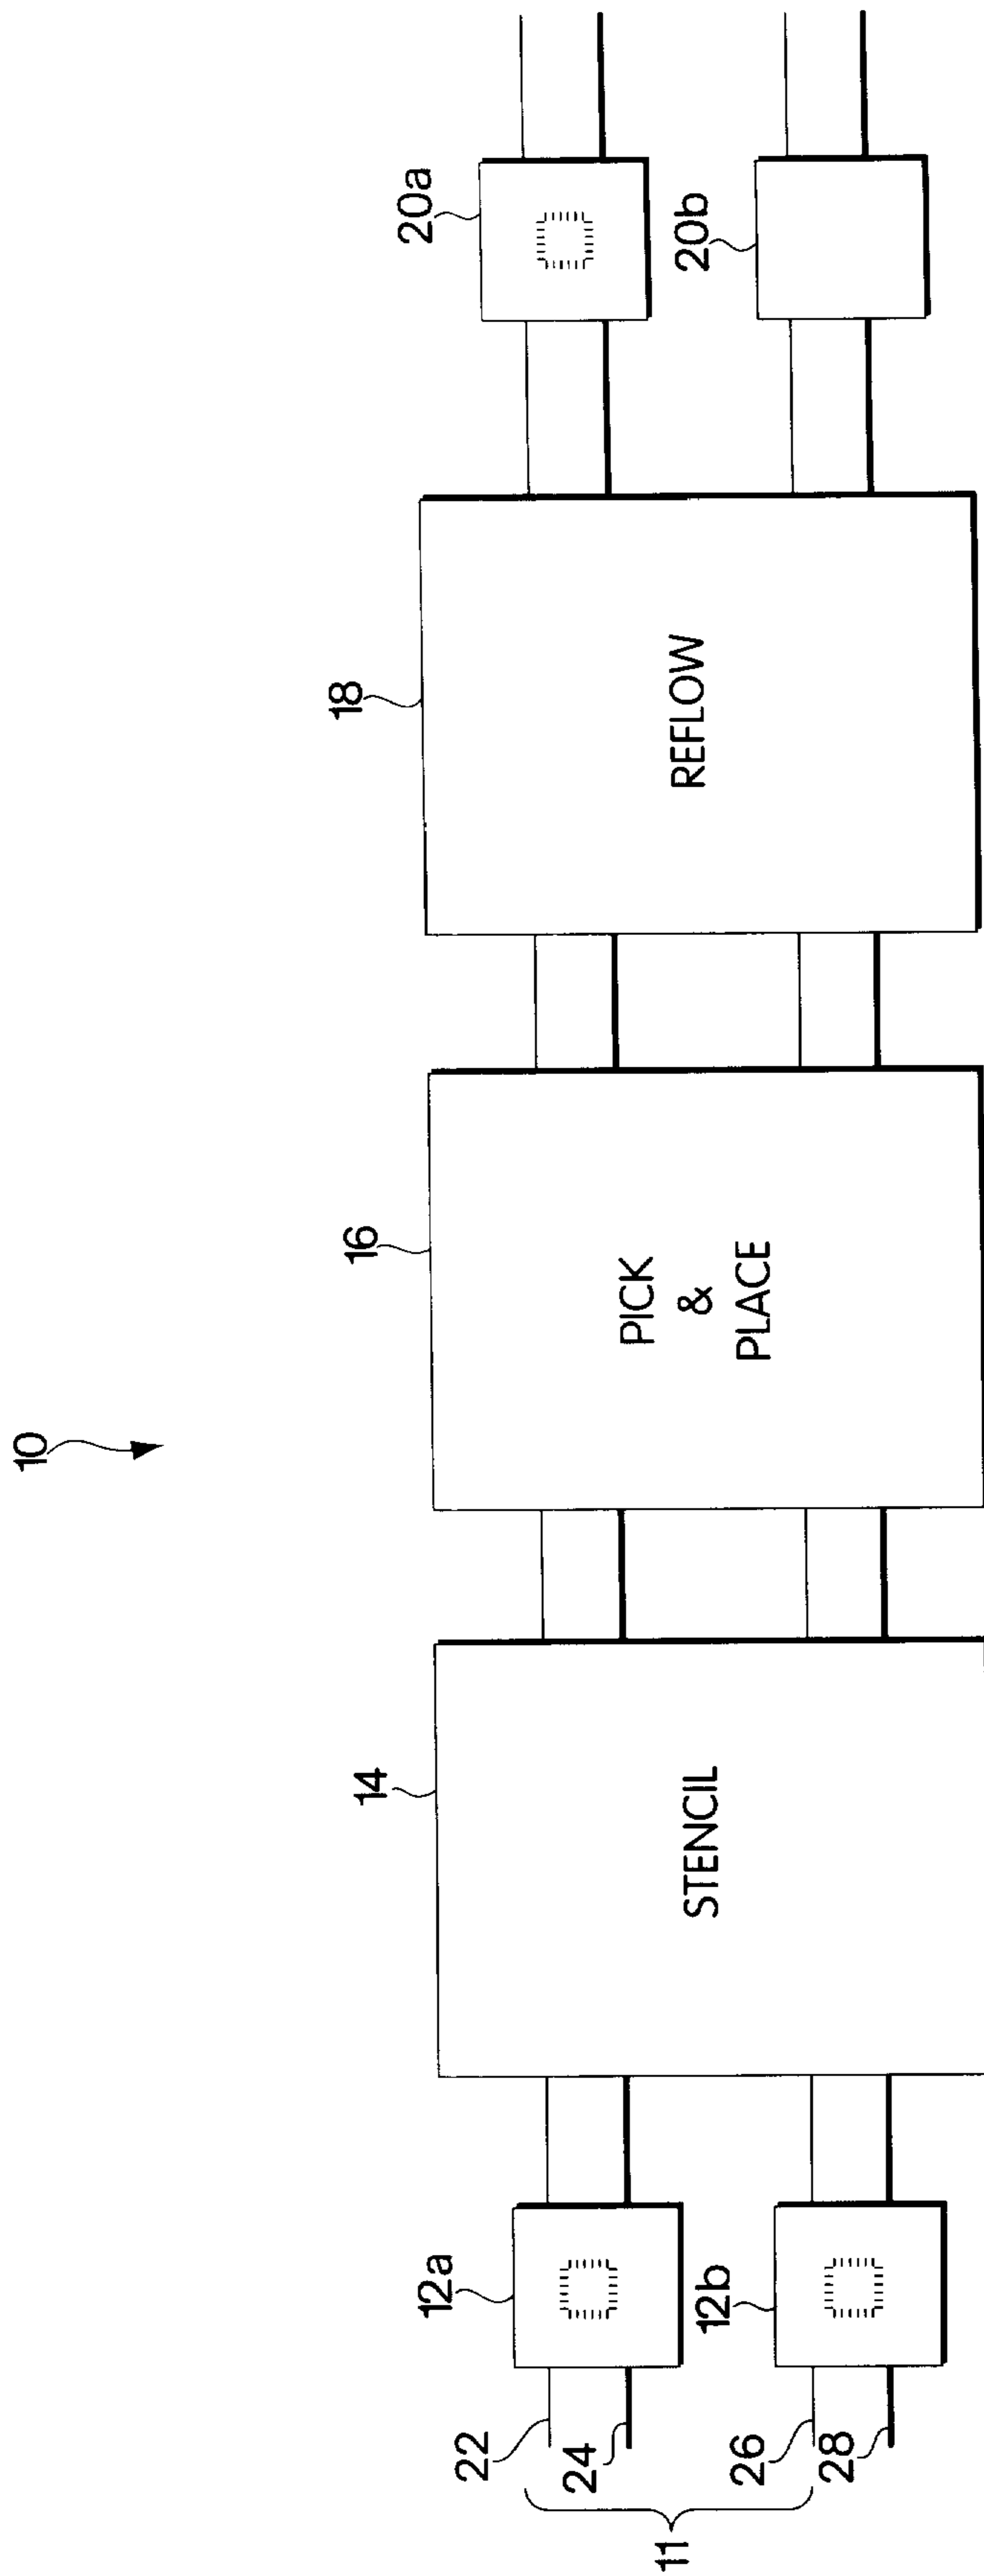 10
11
22
24
26
28
12a
12b
14
STENCIL
16
PICK
&
PLACE
18
REFLOW
20a
20b